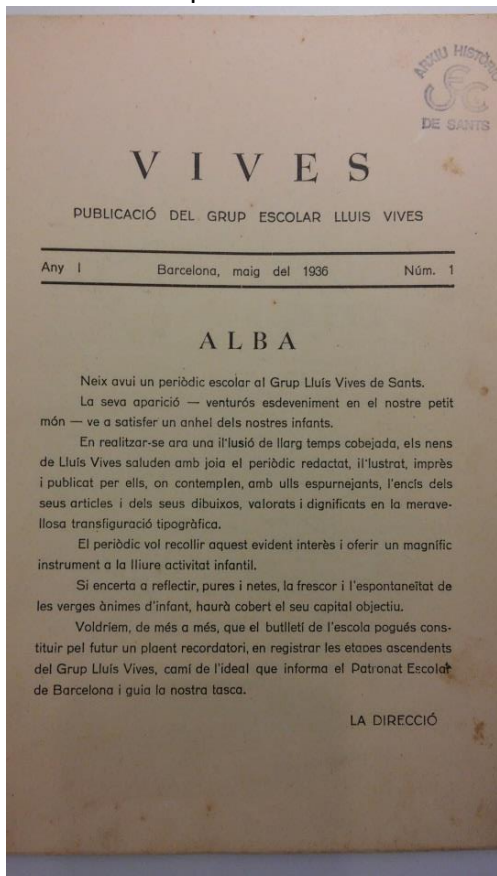 ARXIU HISTÒRIC
DE SANTS
VIVES
PUBLICACIÓ DEL GRUP ESCOLAR LLUIS VIVES
Any I Barcelona, maig del 1936 Núm. 1
ALBA
Neix avui un periòdic escolar al Grup Lluís Vives de Sants.
La seva aparició — venturós esdeveniment en el nostre petit
món — ve a satisfer un anhel dels nostres infants.
En realitzar-se ara una il·lusió de llarg temps cobejada, els nens
de Lluís Vives saluden amb joia el periòdic redactat, il·lustrat, imprès
i publicat per ells, on contemplen, amb ulls espurnejants, l'encís dels
seus articles i dels seus dibuixos, valorats i dignificats en la merave-
llosa transfiguració tipogràfica.
El periòdic vol recollir aquest evident interès i oferir un magnífic
instrument a la lliure activitat infantil.
Si encerta a reflectir, pures i netes, la frescor i l'espontaneïtat de
les verges ànimes d'infant, haurà cobert el seu capital objectiu.
Voldríem, de més a més, que el butlletí de l'escola pogués cons-
tituir pel futur un plaent recordatori, en registrar les etapes ascendents
del Grup Lluís Vives, camí de l'ideal que informa el Patronat Escolar
de Barcelona i guia la nostra tasca.
LA DIRECCIÓ